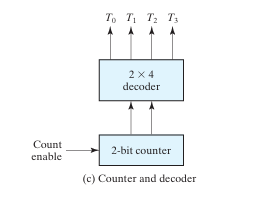 T₀ T₁ T₂ T₃
2 × 4
decoder
Count
enable
2-bit counter
(c) Counter and decoder